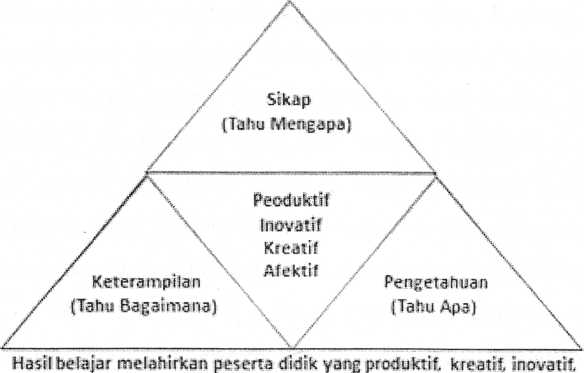 Sikap
(Tahu Mengapa)
Peoduktif
Inovatif
Kreatif
Afektif
Keterampilan
(Tahu Bagaimana)
Pengetahuan
(Tahu Apa)
Hasil belajar melahirkan peserta didik yang produktif, kreatif, inovatif,